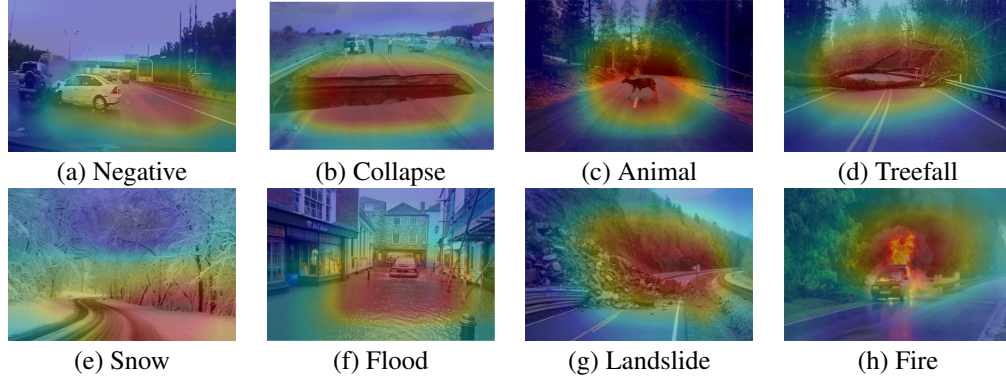 (a) Negative
(b) Collapse
(c) Animal
(d) Treefall
(e) Snow
(f) Flood
(g) Landslide
(h) Fire